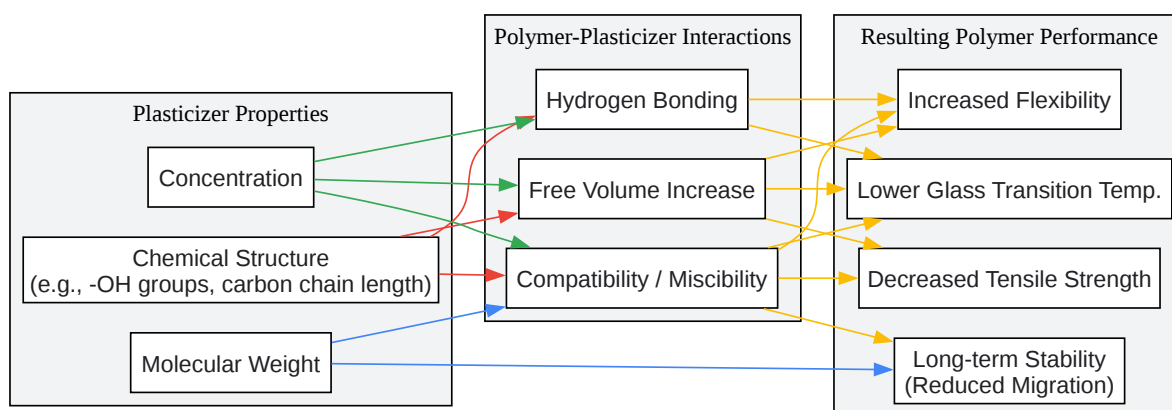 Plasticizer Properties
Concentration
Chemical Structure
(e.g., -OH groups, carbon chain length)
Molecular Weight
Polymer-Plasticizer Interactions
Hydrogen Bonding
Free Volume Increase
Compatibility / Miscibility
Resulting Polymer Performance
Increased Flexibility
Lower Glass Transition Temp.
Decreased Tensile Strength
Long-term Stability
(Reduced Migration)